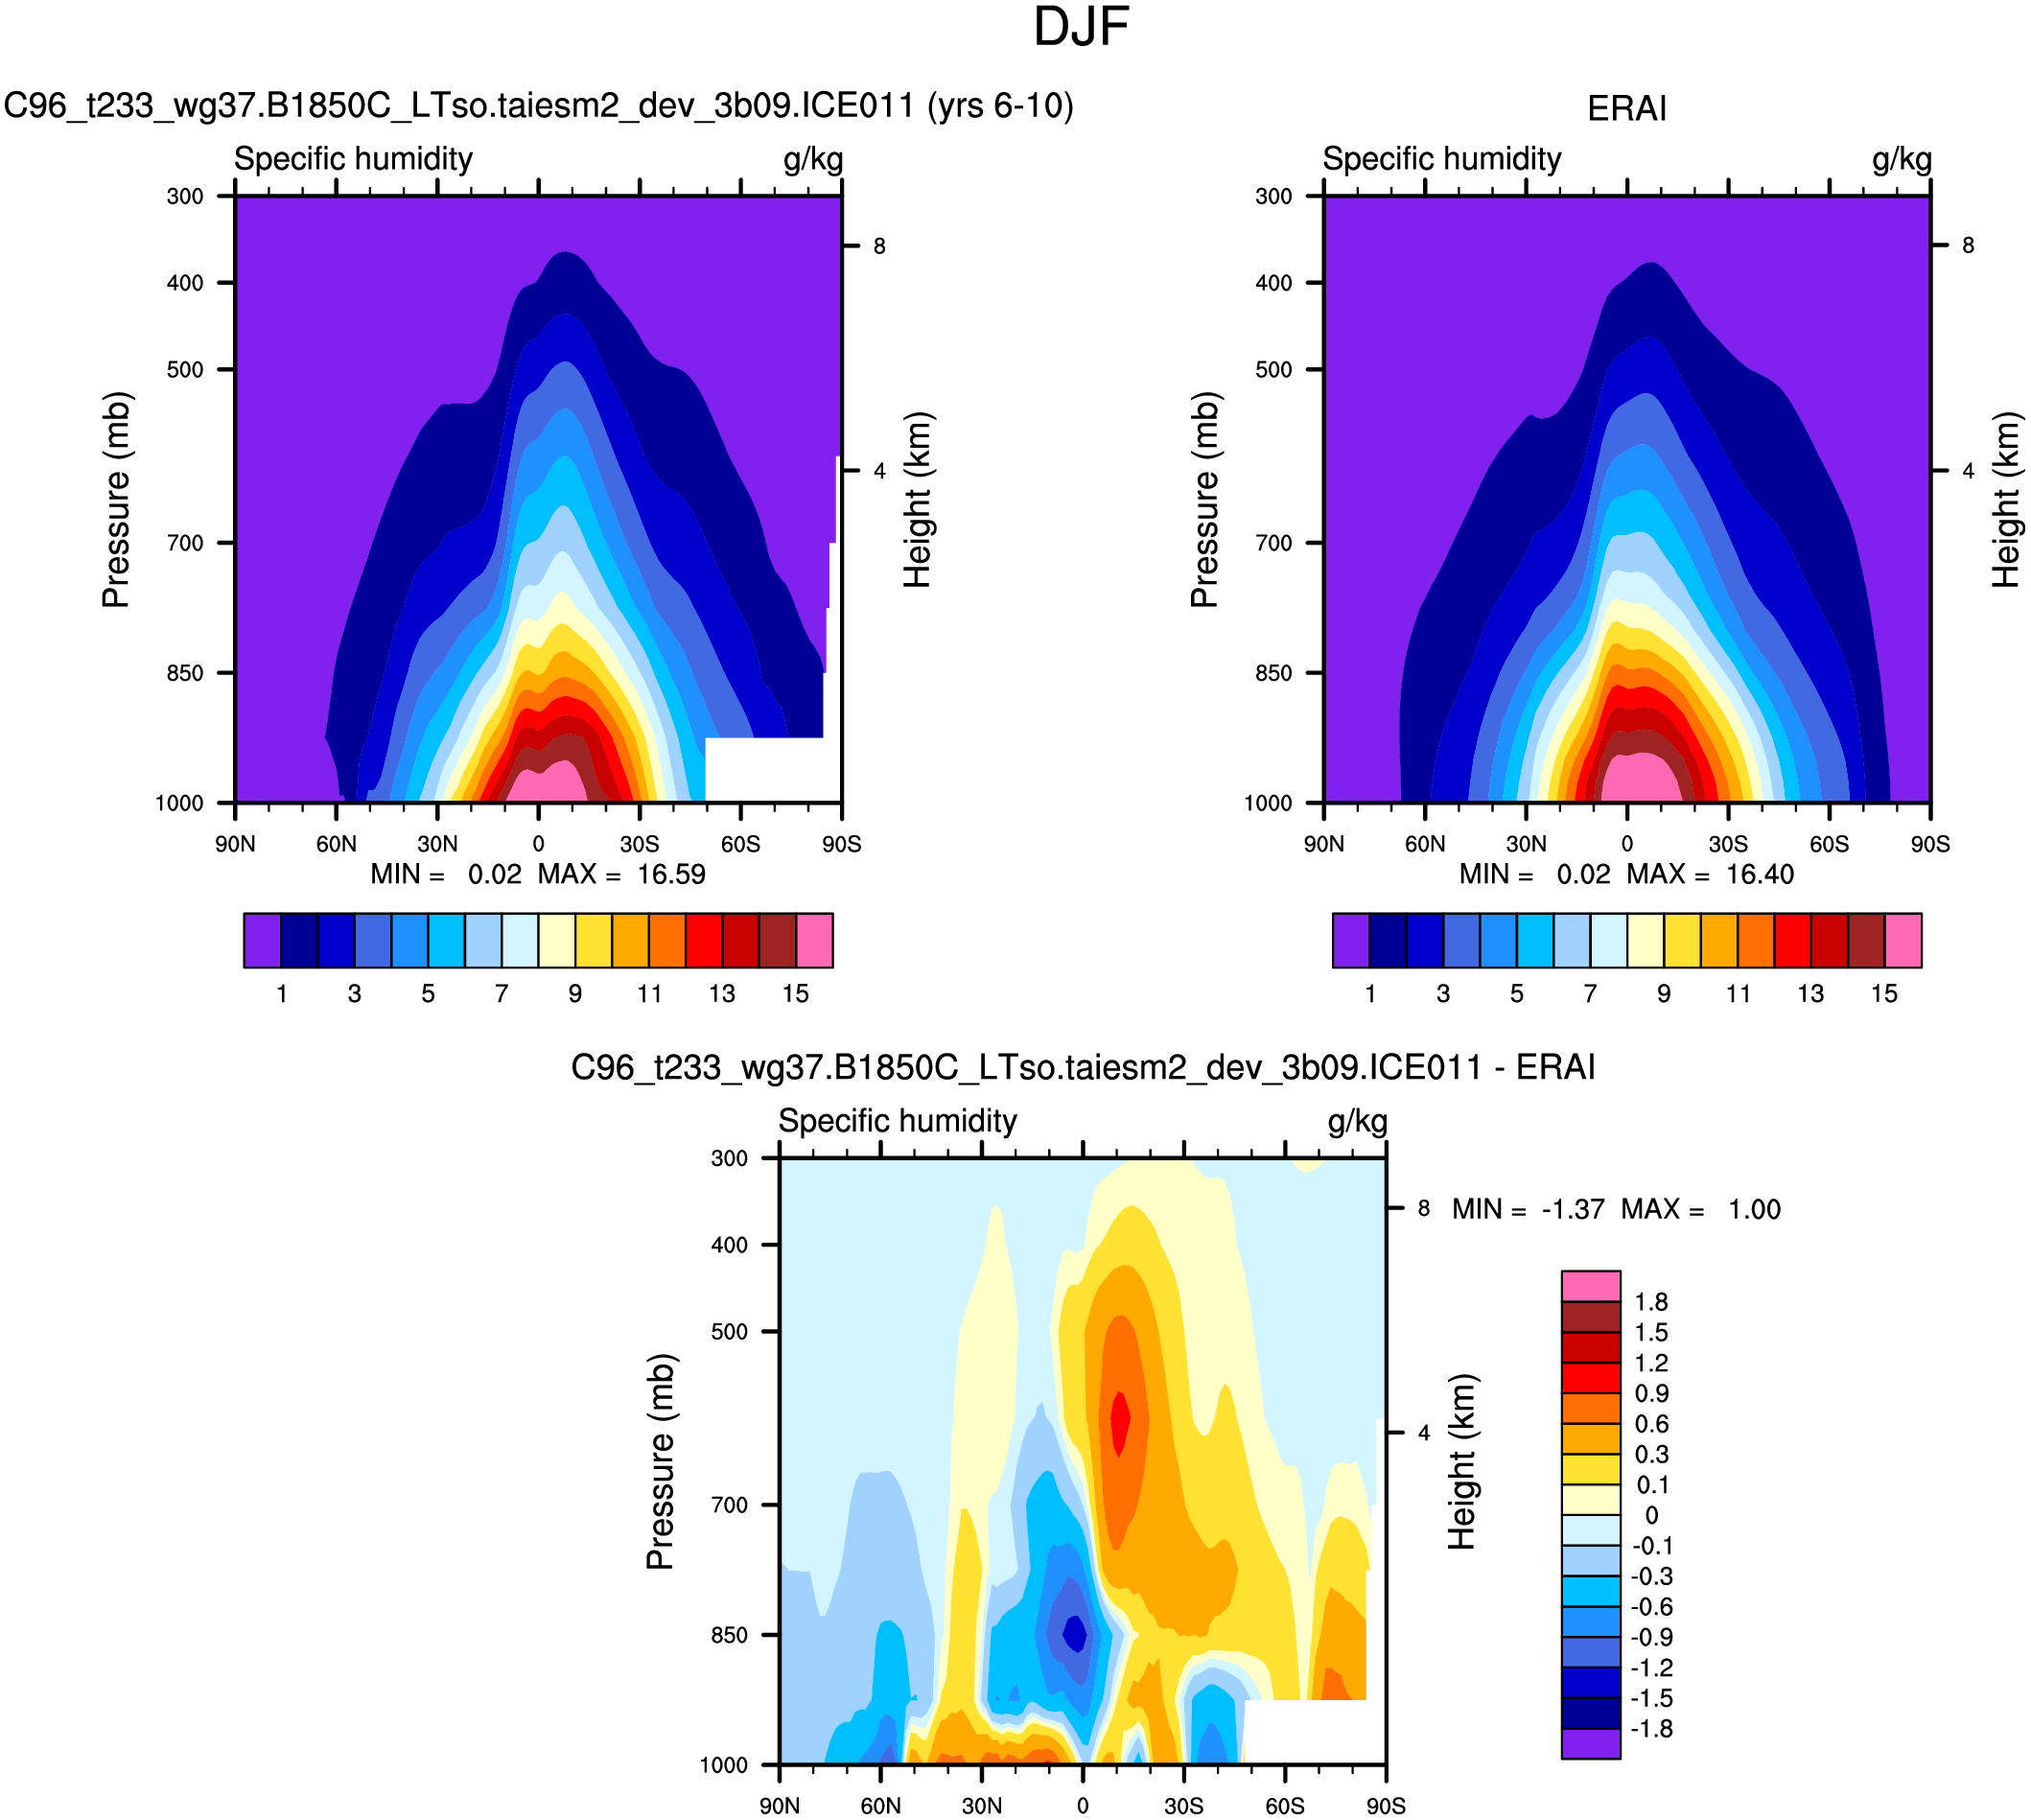 DJF
C96_t233_wg37.B1850C_LTso.taiesm2_dev_3b09.ICE011 (yrs 6-10)
ERAI
Specific humidity g/kg
Specific humidity g/kg
300
400
500
700
850
1000
Pressure (mb)
8
4
Height (km)
90N 60N 30N 0 30S 60S 90S
MIN = 0.02 MAX = 16.59
1 3 5 7 9 11 13 15
300
400
500
700
850
1000
Pressure (mb)
8
4
Height (km)
90N 60N 30N 0 30S 60S 90S
MIN = 0.02 MAX = 16.40
1 3 5 7 9 11 13 15
C96_t233_wg37.B1850C_LTso.taiesm2_dev_3b09.ICE011 - ERAI
Specific humidity g/kg
300
400
500
700
850
1000
Pressure (mb)
8
4
Height (km)
90N 60N 30N 0 30S 60S 90S
MIN = -1.37 MAX = 1.00
1.8
1.5
1.2
0.9
0.6
0.3
0.1
0
-0.1
-0.3
-0.6
-0.9
-1.2
-1.5
-1.8